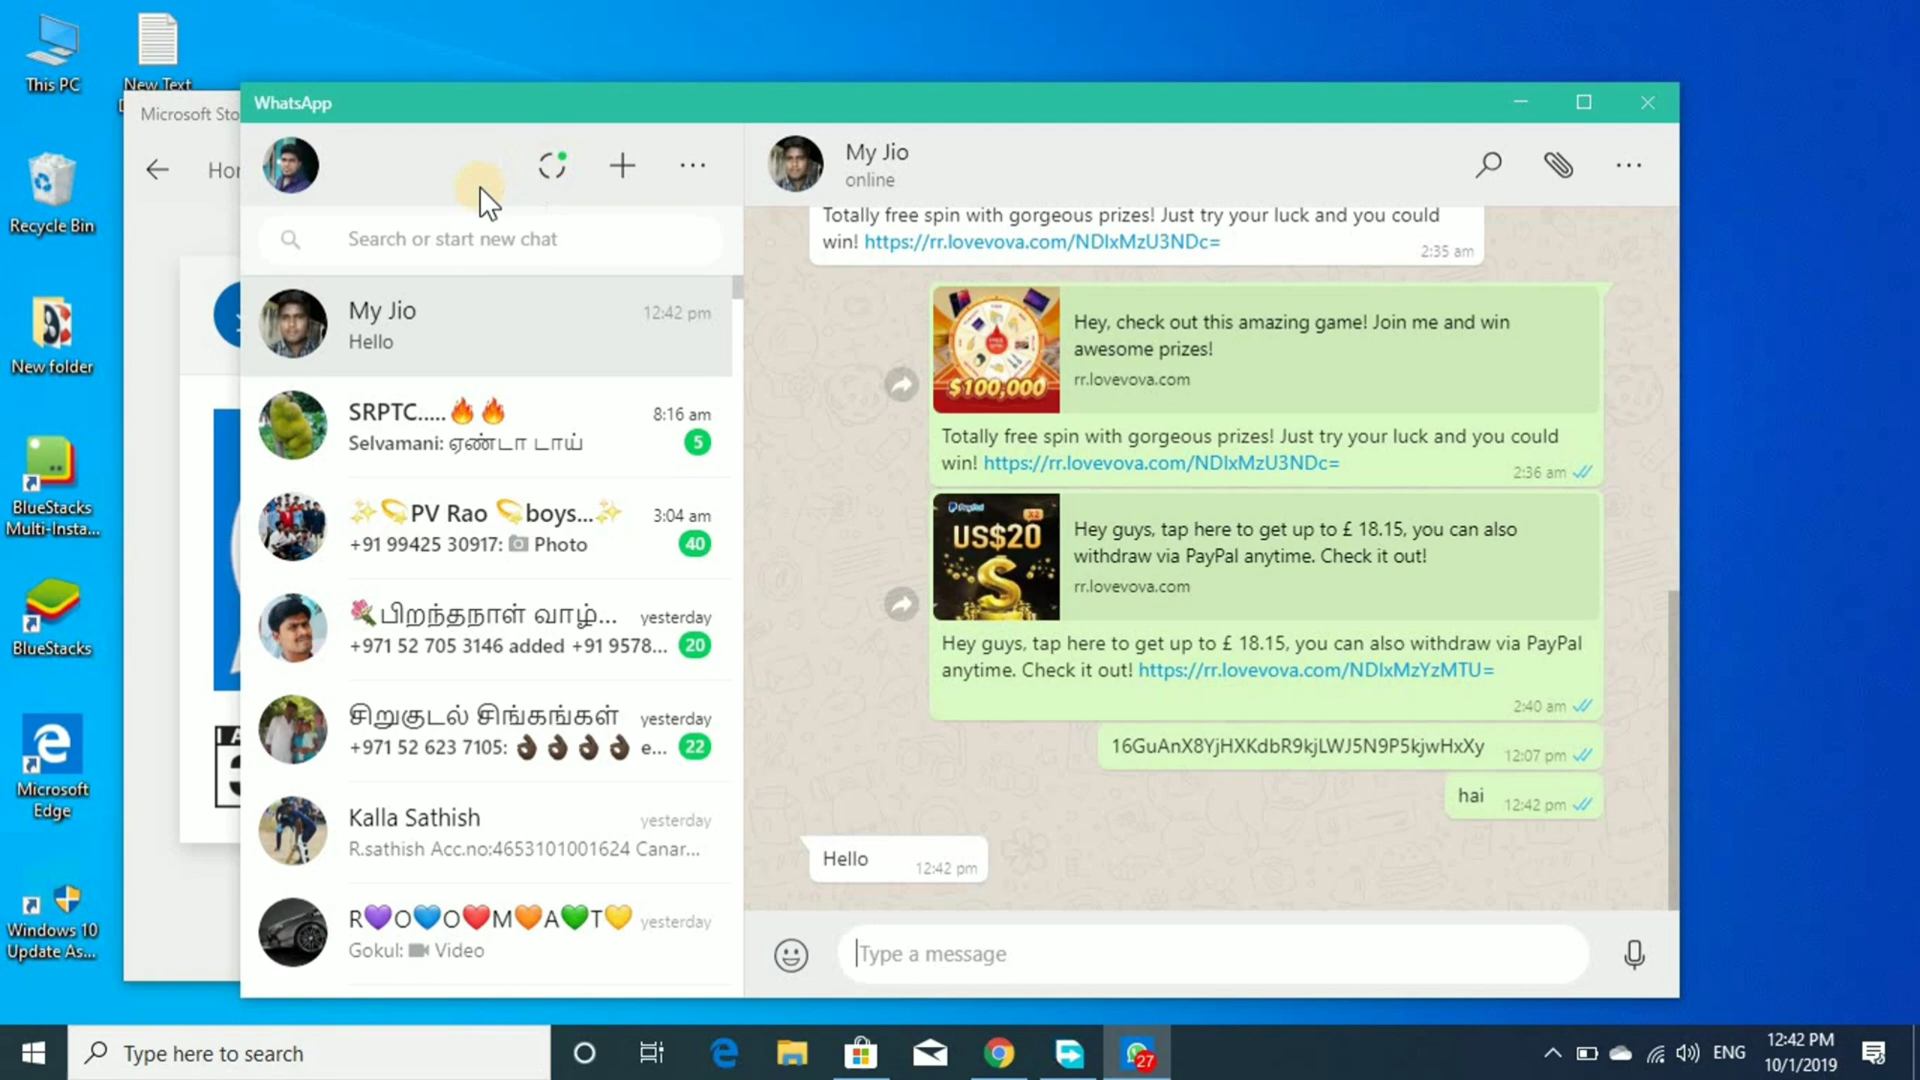 This PC
New Text
Recycle Bin
New folder
BlueStacks
Multi-Insta...
BlueStacks
Microsoft
Edge
Windows 10
Update As...
Microsoft Sto
Hor
WhatsApp
Search or start new chat
My Jio
12:42 pm
Hello
SRPTC.....🔥🔥
8:16 am
Selvamani: ஏண்டா டாய்
5
✨💫PV Rao 💫boys...✨
3:04 am
+91 99425 30917: 📷 Photo
40
💐பிறந்தநாள் வாழ்...
yesterday
+971 52 705 3146 added +91 9578...
20
சிறுகுடல் சிங்கங்கள்
yesterday
+971 52 623 7105: 👌🏿👌🏿👌🏿👌🏿 e...
22
Kalla Sathish
yesterday
R.sathish Acc.no:4653101001624 Canar...
R💜O💙O❤️M🧡A💚T💛
yesterday
Gokul: Video
My Jio
online
Totally free spin with gorgeous prizes! Just try your luck and you could
win! https://rr.lovevova.com/NDIxMzU3NDc=
2:35 am
$100,000
Hey, check out this amazing game! Join me and win
awesome prizes!
rr.lovevova.com
Totally free spin with gorgeous prizes! Just try your luck and you could
win! https://rr.lovevova.com/NDIxMzU3NDc=
2:36 am
PayPal
X2
US$20
Hey guys, tap here to get up to £ 18.15, you can also
withdraw via PayPal anytime. Check it out!
rr.lovevova.com
Hey guys, tap here to get up to £ 18.15, you can also withdraw via PayPal
anytime. Check it out! https://rr.lovevova.com/NDIxMzYzMTU=
2:40 am
16GuAnX8YjHXKdbR9kjLWJ5N9P5kjwHxXy
12:07 pm
hai
12:42 pm
Hello
12:42 pm
Type a message
Type here to search
27
ENG
12:42 PM
10/1/2019